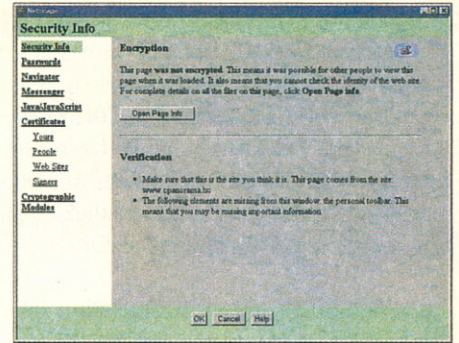 Netscape
Security Info
Security Info
Passwords
Navigator
Messenger
Java/JavaScript
Certificates
Yours
People
Web Sites
Signers
Cryptographic
Modules
Encryption
This page was not encrypted. This means it was possible for other people to view this
page when it was loaded. It also means that you cannot check the identity of the web site.
For complete details on all the files on this page, click Open Page info.
Open Page Info
Verification
• Make sure that this is the site you think it is. This page comes from the site:
www.cpanorama.hu
• The following elements are missing from this window: the personal toolbar. This
means that you may be missing important information.
OK Cancel Help